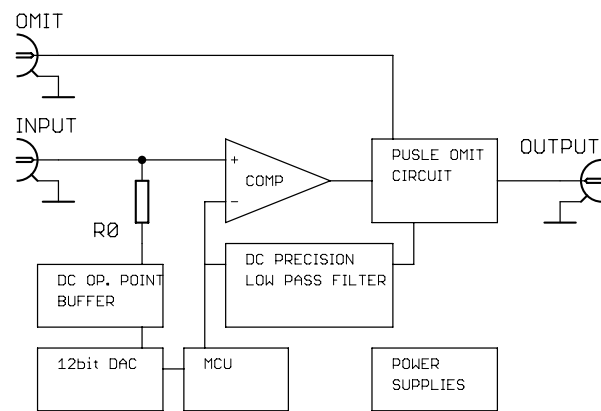 OMIT
INPUT
+
COMP
−
PUSLE OMIT
CIRCUIT
OUTPUT
R0
DC OP. POINT
BUFFER
DC PRECISION
LOW PASS FILTER
12bit DAC
MCU
POWER
SUPPLIES